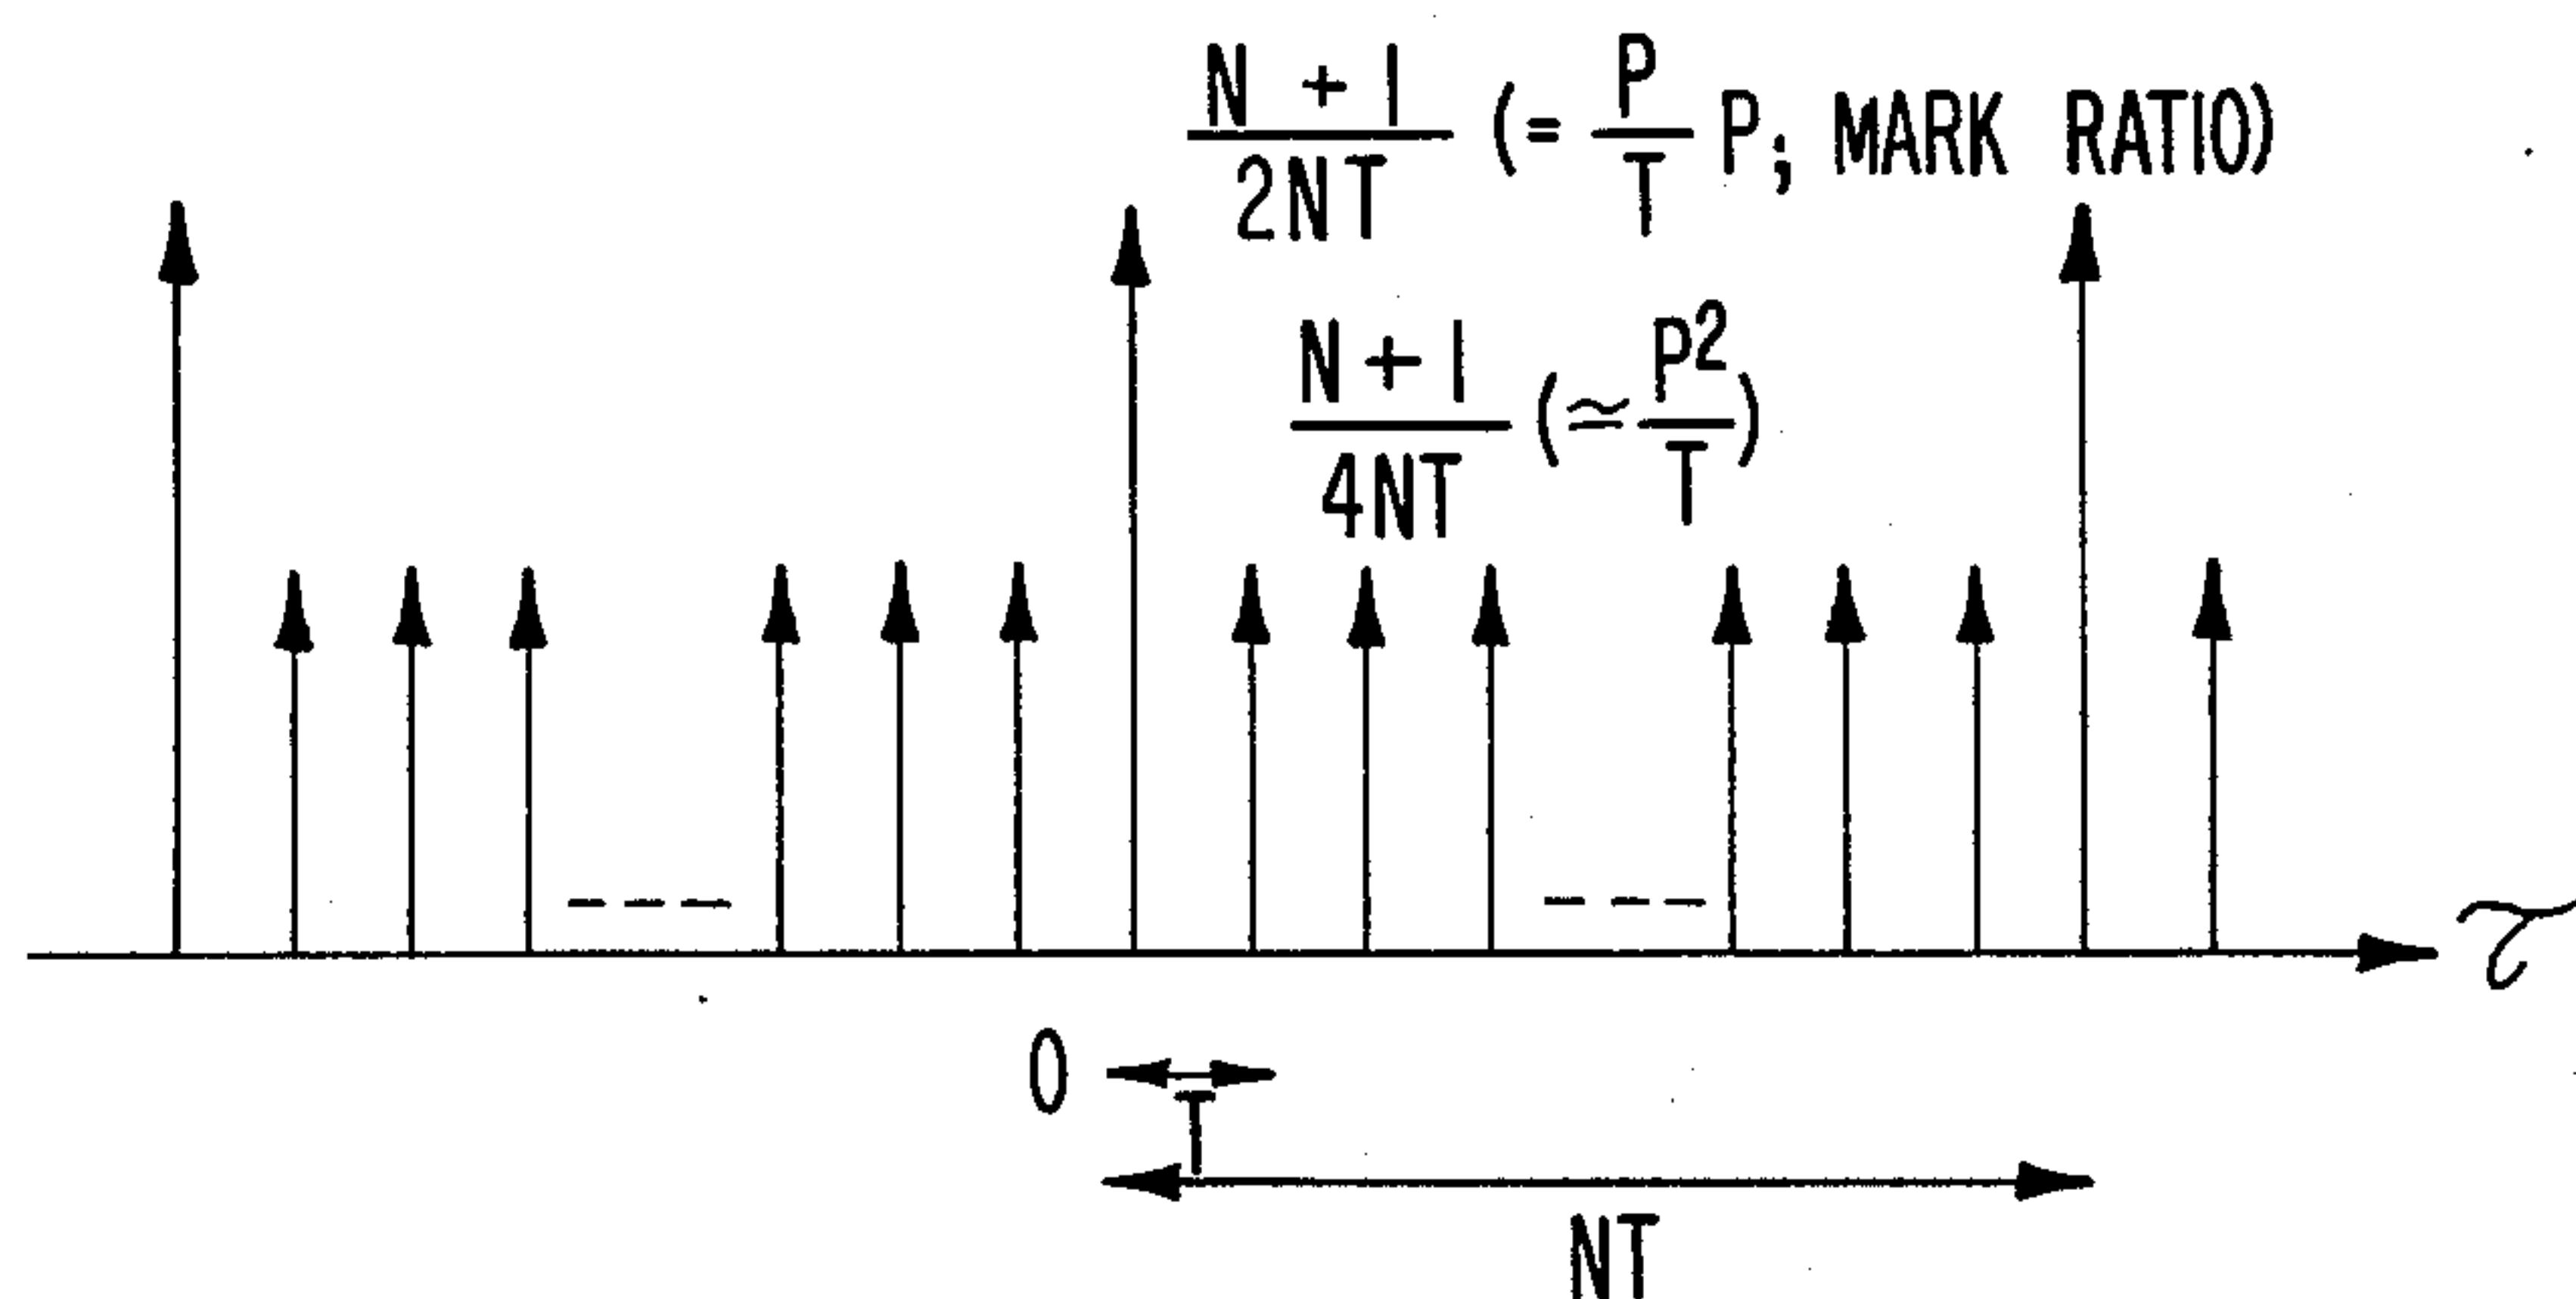 N + 1 / 2NT (= P / T P; MARK RATIO)
N + 1 / 4NT (≃ P² / T)
τ
0
T
NT